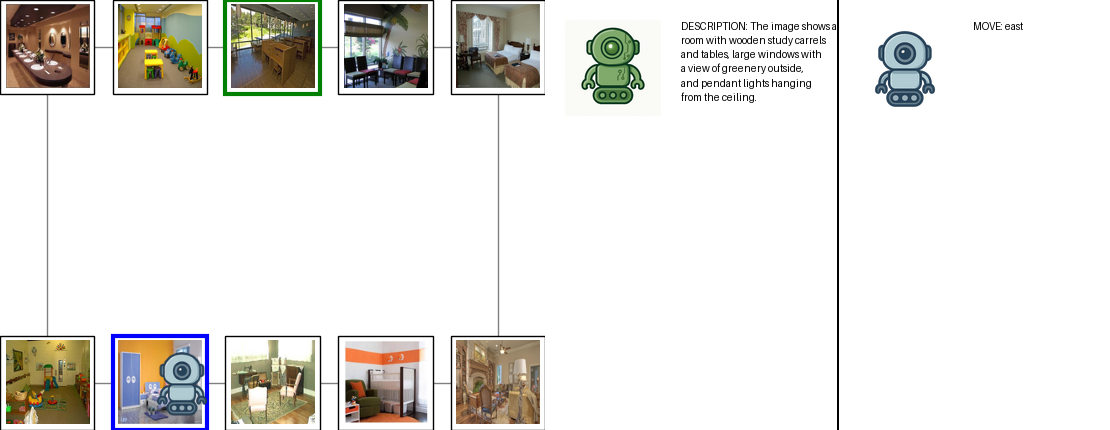 DESCRIPTION: The image shows a
room with wooden study carrels
and tables, large windows with
a view of greenery outside,
and pendant lights hanging
from the ceiling.
MOVE: east